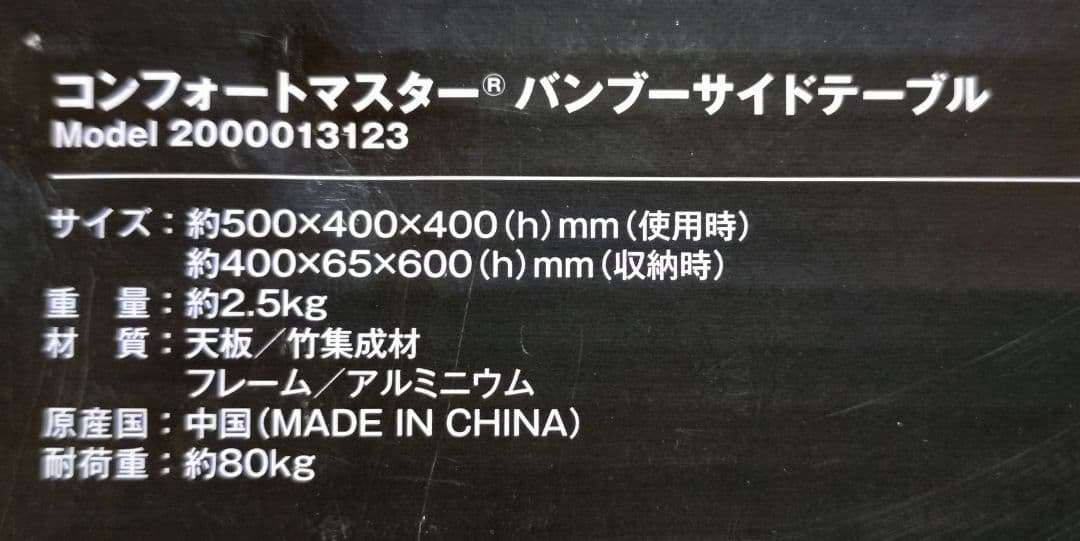 コンフォートマスター® バンブーサイドテーブル
Model 2000013123
サイズ：約500×400×400（h）mm（使用時）
約400×65×600（h）mm（収納時）
重　量：約2.5kg
材　質：天板／竹集成材
フレーム／アルミニウム
原産国：中国（MADE IN CHINA）
耐荷重：約80kg